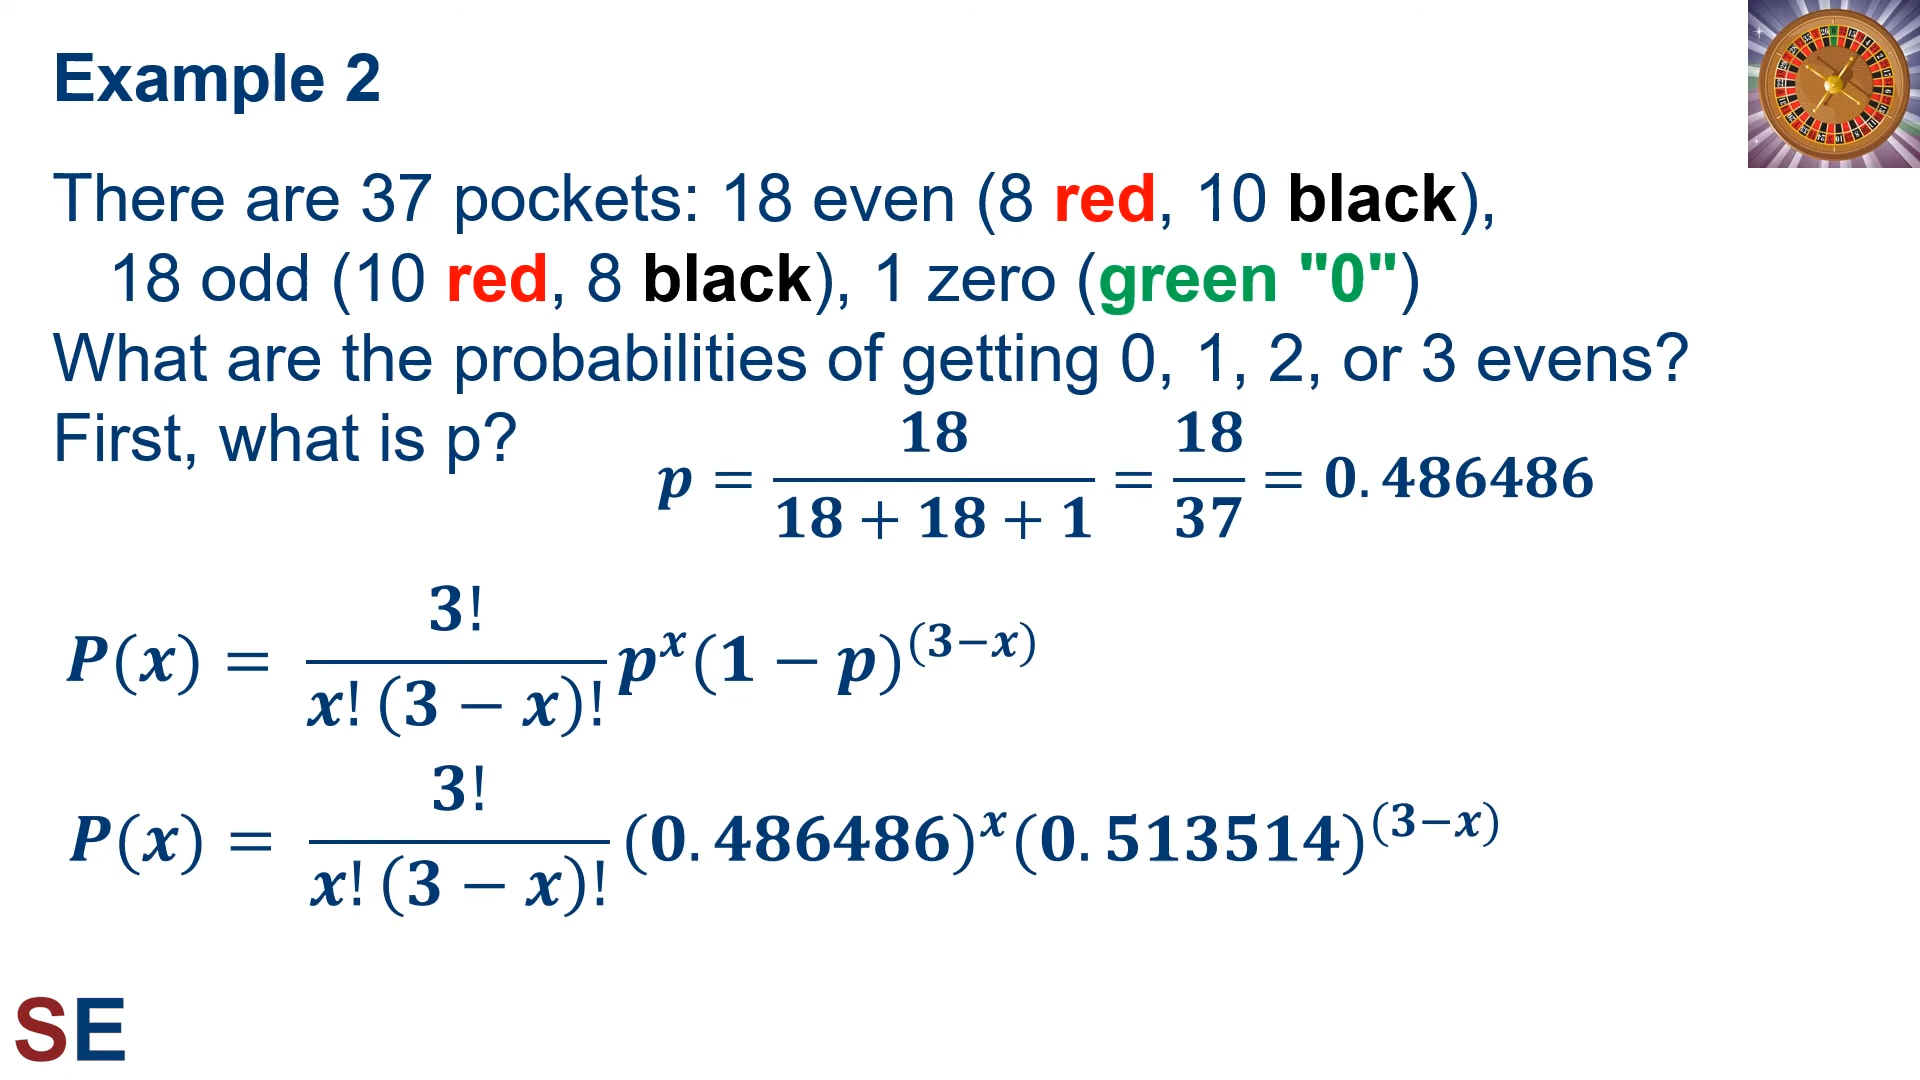 Example 2
There are 37 pockets: 18 even (8 red, 10 black),
18 odd (10 red, 8 black), 1 zero (green "0")
What are the probabilities of getting 0, 1, 2, or 3 evens?
First, what is p?
p = 18 / (18 + 18 + 1) = 18/37 = 0.486486
P(x) = 3! / (x! (3 − x)!) p^x (1 − p)^(3−x)
P(x) = 3! / (x! (3 − x)!) (0.486486)^x (0.513514)^(3−x)
SE